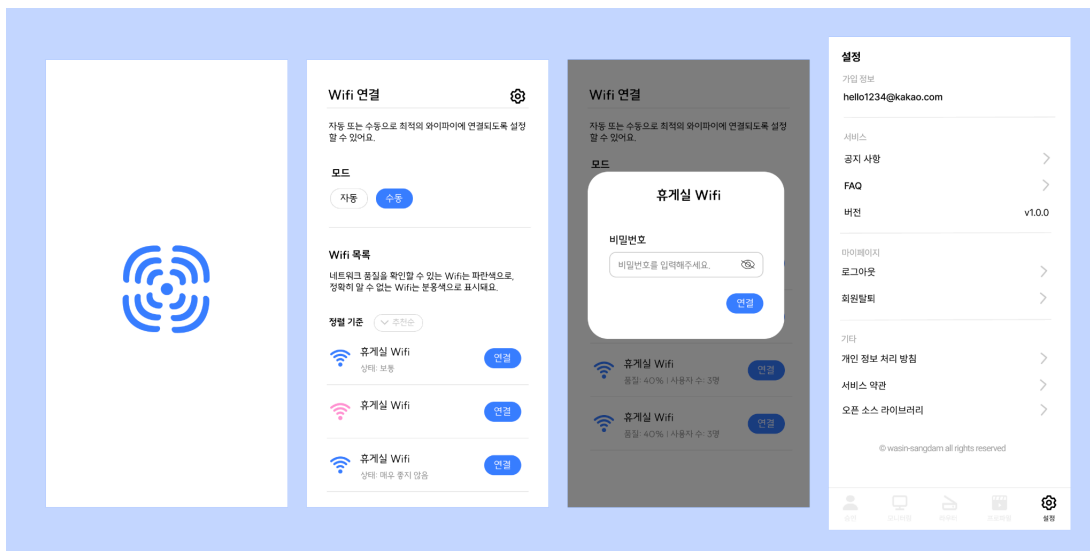 Wifi 연결
자동 또는 수동으로 최적의 와이파이에 연결되도록 설정
할 수 있어요.
모드
자동
수동
Wifi 목록
네트워크 품질을 확인할 수 있는 Wifi는 파란색으로,
정확히 알 수 없는 Wifi는 분홍색으로 표시돼요.
정렬 기준
추천순
휴게실 Wifi
상태: 보통
연결
휴게실 Wifi
연결
휴게실 Wifi
상태: 매우 좋지 않음
연결
Wifi 연결
자동 또는 수동으로 최적의 와이파이에 연결되도록 설정
할 수 있어요.
모드
휴게실 Wifi
비밀번호
비밀번호를 입력해주세요.
연결
휴게실 Wifi
품질: 40% | 사용자 수: 3명
연결
휴게실 Wifi
품질: 40% | 사용자 수: 3명
연결
설정
가입 정보
hello1234@kakao.com
서비스
공지 사항
FAQ
버전 v1.0.0
마이페이지
로그아웃
회원탈퇴
기타
개인 정보 처리 방침
서비스 약관
오픈 소스 라이브러리
© wasin-sangdam all rights reserved
설정